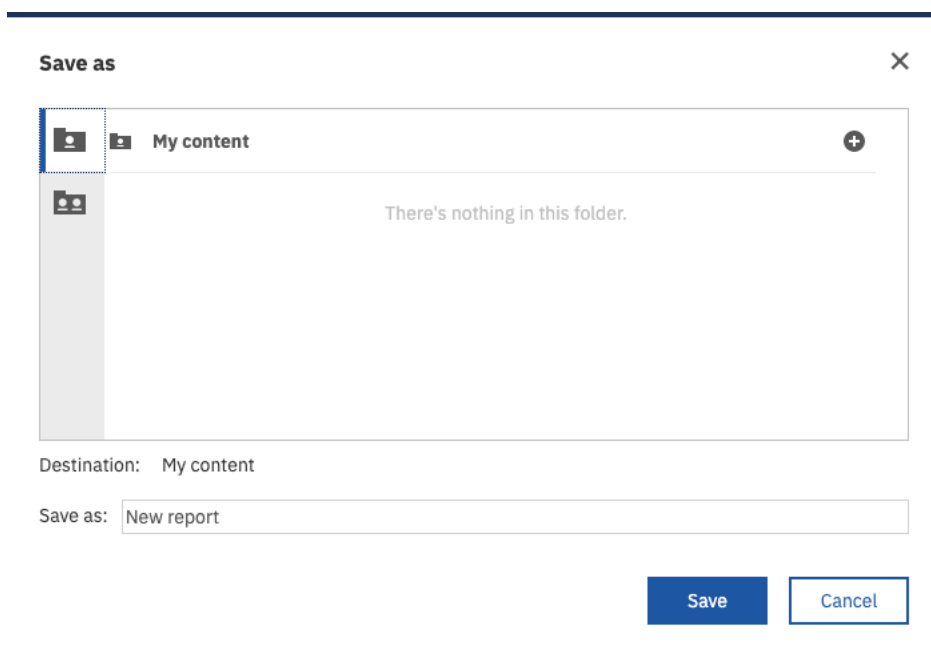 Save as
My content
There's nothing in this folder.
Destination: My content
Save as: New report
Save Cancel